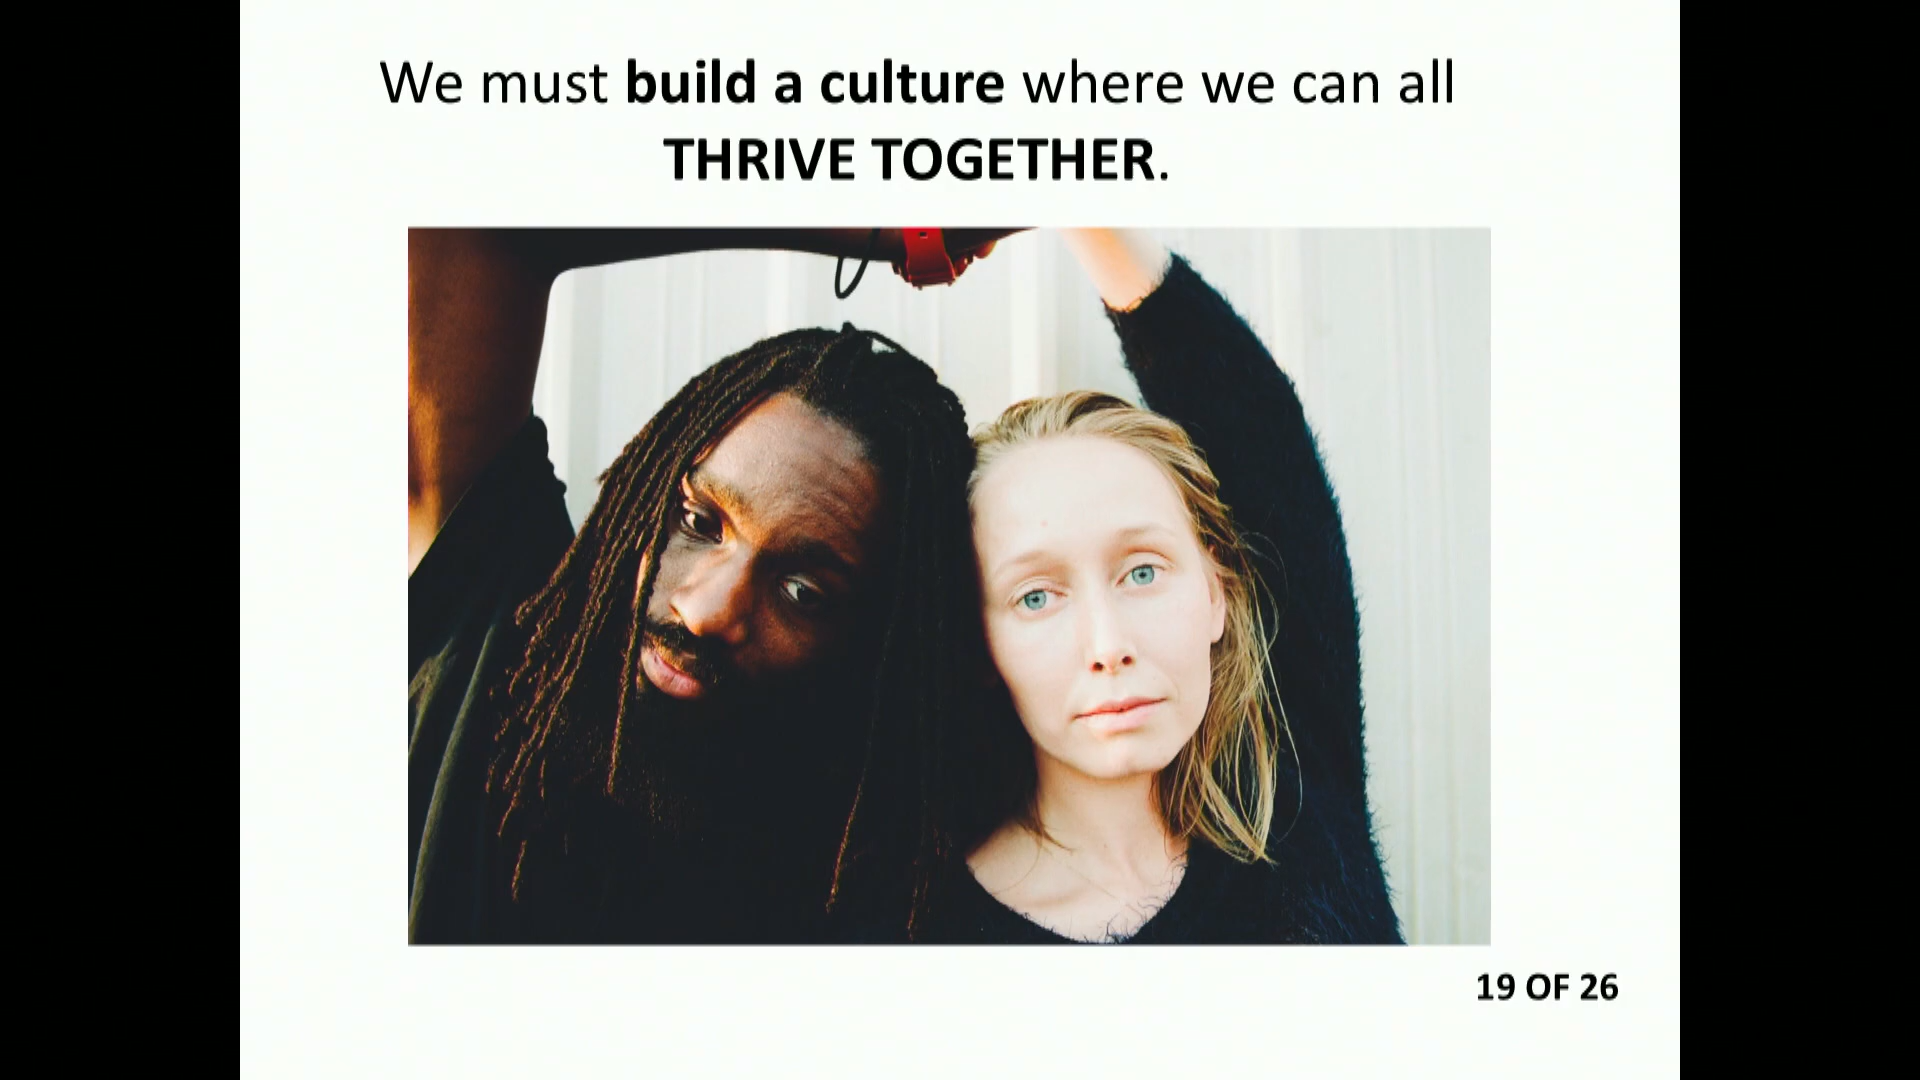 We must build a culture where we can all
THRIVE TOGETHER.
19 OF 26